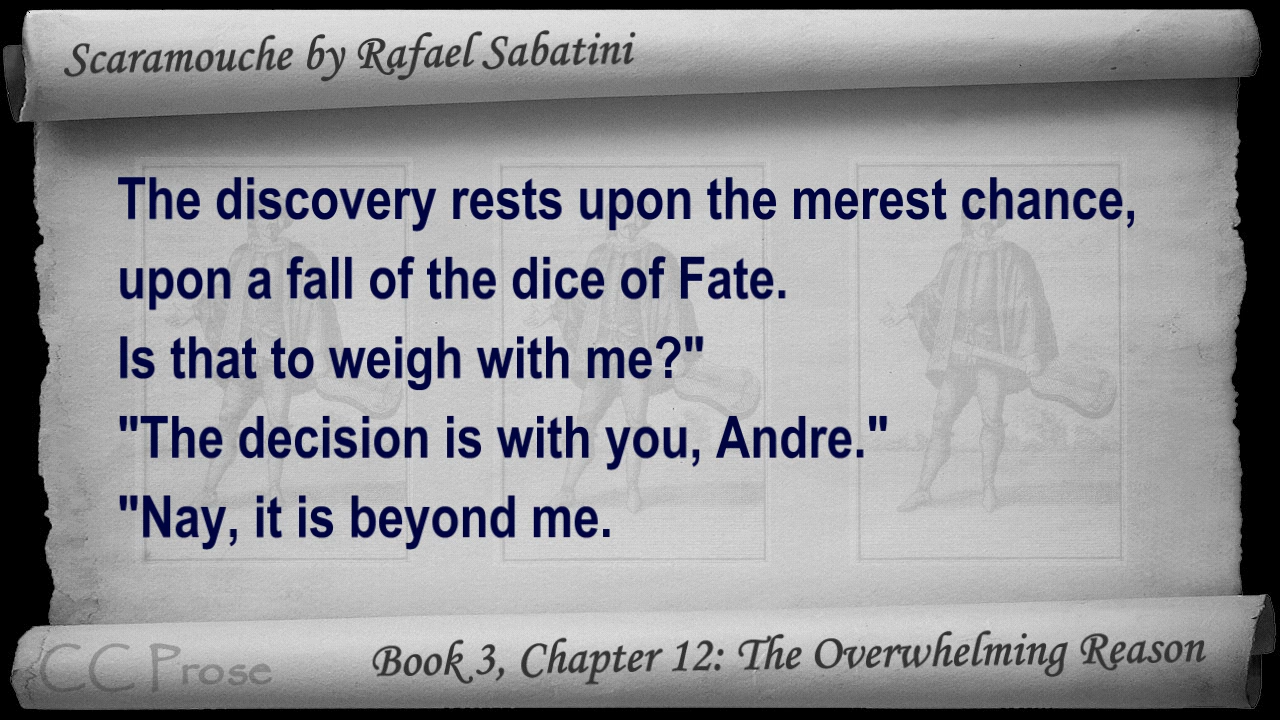 Scaramouche by Rafael Sabatini
The discovery rests upon the merest chance,
upon a fall of the dice of Fate.
Is that to weigh with me?"
"The decision is with you, Andre."
"Nay, it is beyond me.
CC Prose
Book 3, Chapter 12: The Overwhelming Reason